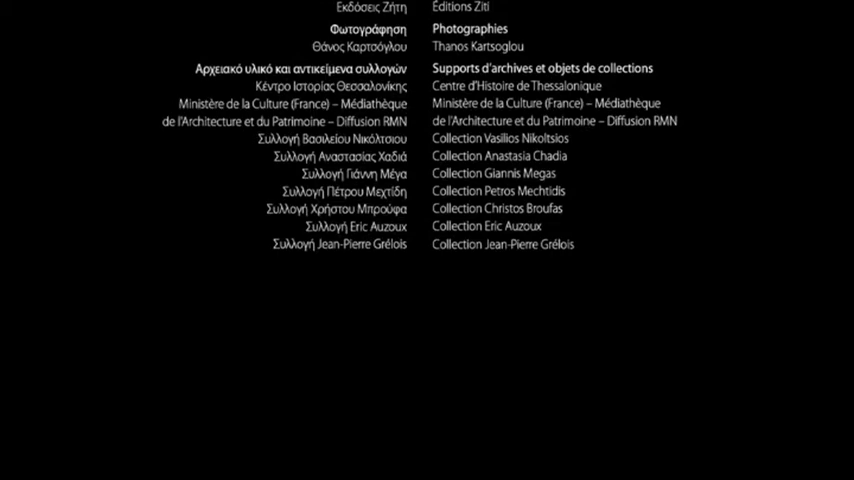 Εκδόσεις Ζήτη Éditions Ziti
Φωτογράφηση Photographies
Θάνος Καρτσόγλου Thanos Kartsoglou
Αρχειακό υλικό και αντικείμενα συλλογών Supports d'archives et objets de collections
Κέντρο Ιστορίας Θεσσαλονίκης Centre d'Histoire de Thessalonique
Ministère de la Culture (France) – Médiathèque Ministère de la Culture (France) – Médiathèque
de l'Architecture et du Patrimoine – Diffusion RMN de l'Architecture et du Patrimoine – Diffusion RMN
Συλλογή Βασιλείου Νικόλτσιου Collection Vasilios Nikoltsios
Συλλογή Αναστασίας Χαδιά Collection Anastasia Chadia
Συλλογή Γιάννη Μέγα Collection Giannis Megas
Συλλογή Πέτρου Μεχτίδη Collection Petros Mechtidis
Συλλογή Χρήστου Μπρούφα Collection Christos Broufas
Συλλογή Eric Auzoux Collection Eric Auzoux
Συλλογή Jean-Pierre Grélois Collection Jean-Pierre Grélois